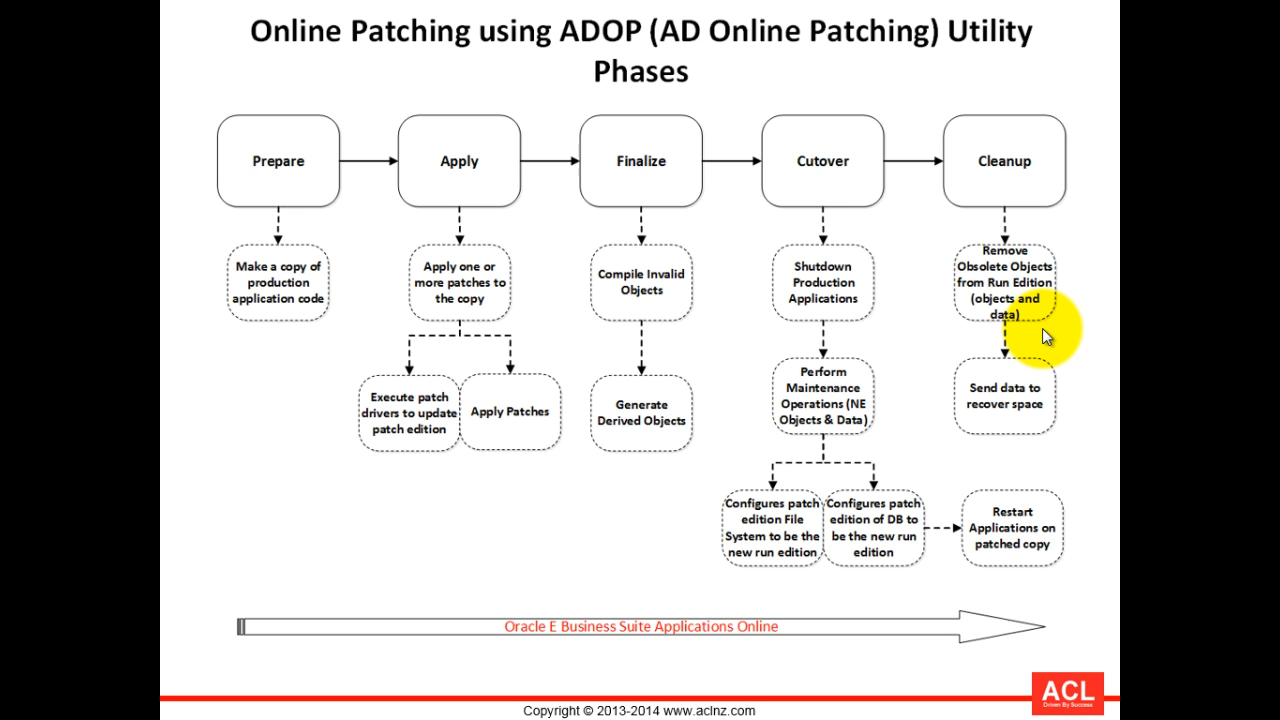 Online Patching using ADOP (AD Online Patching) Utility
Phases
Prepare
Apply
Finalize
Cutover
Cleanup
Make a copy of
production
application code
Apply one or
more patches to
the copy
Compile Invalid
Objects
Shutdown
Production
Applications
Remove
Obsolete Objects
from Run Edition
(objects and
data)
Execute patch
drivers to update
patch edition
Apply Patches
Generate
Derived Objects
Perform
Maintenance
Operations (NE
Objects & Data)
Send data to
recover space
Configures patch
edition File
System to be the
new run edition
Configures patch
edition of DB to
be the new run
edition
Restart
Applications on
patched copy
Oracle E Business Suite Applications Online
ACL
Driven By Success
Copyright © 2013-2014 www.aclnz.com